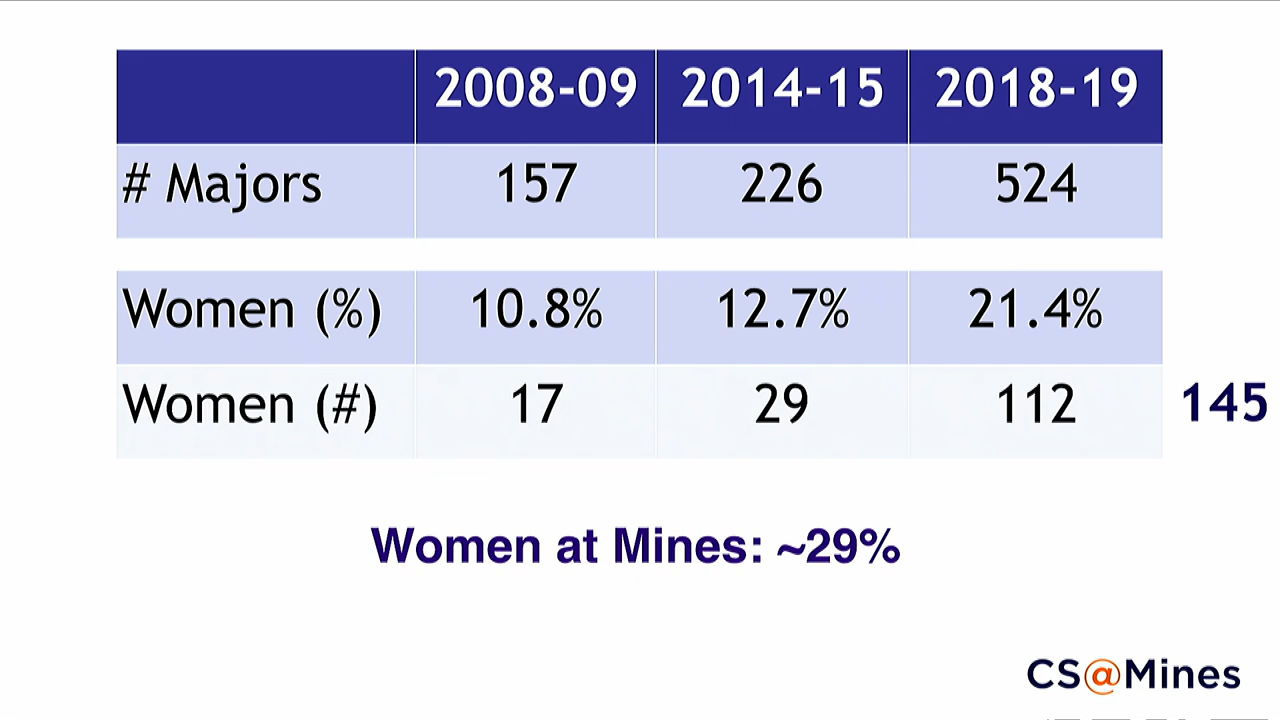 2008-09 2014-15 2018-19
# Majors 157 226 524
Women (%) 10.8% 12.7% 21.4%
Women (#) 17 29 112 145
Women at Mines: ~29%
CS@Mines